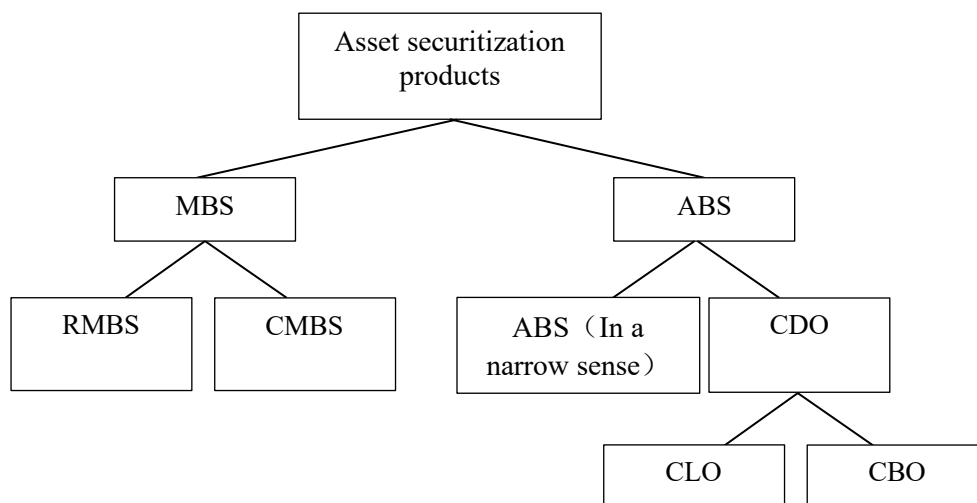 Asset securitization
products
MBS
ABS
RMBS
CMBS
ABS（In a
narrow sense）
CDO
CLO
CBO